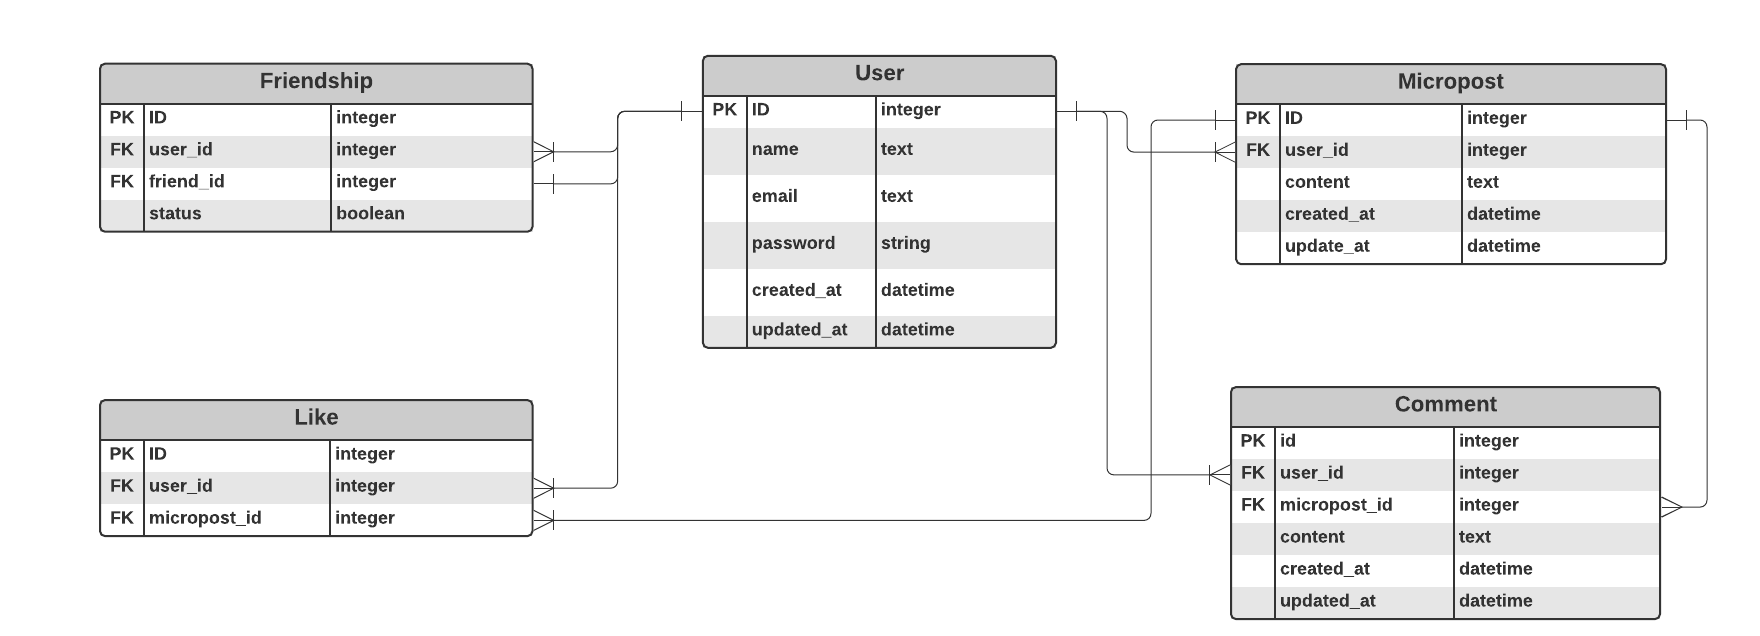 Friendship
PK ID integer
FK user_id integer
FK friend_id integer
status boolean
User
PK ID integer
name text
email text
password string
created_at datetime
updated_at datetime
Micropost
PK ID integer
FK user_id integer
content text
created_at datetime
update_at datetime
Like
PK ID integer
FK user_id integer
FK micropost_id integer
Comment
PK id integer
FK user_id integer
FK micropost_id integer
content text
created_at datetime
updated_at datetime